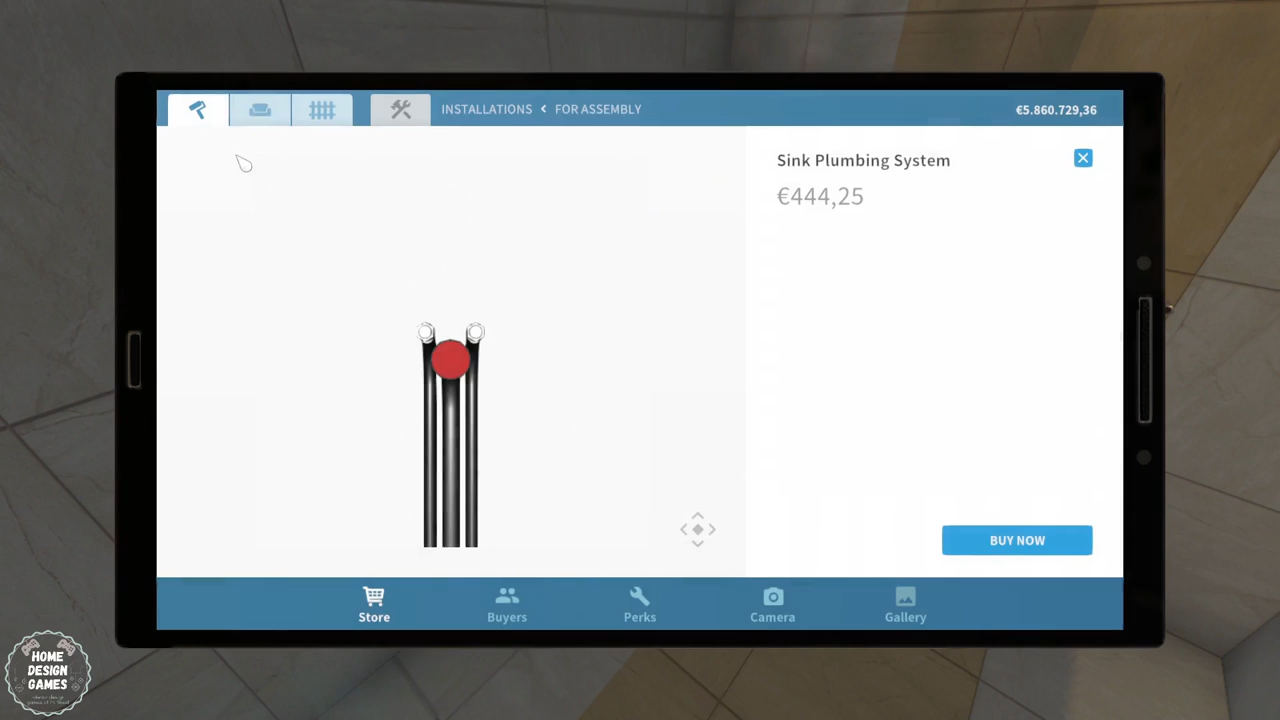 INSTALLATIONS < FOR ASSEMBLY
€5.860.729,36
Sink Plumbing System
€444,25
BUY NOW
Store
Buyers
Perks
Camera
Gallery
HOME
DESIGN
GAMES